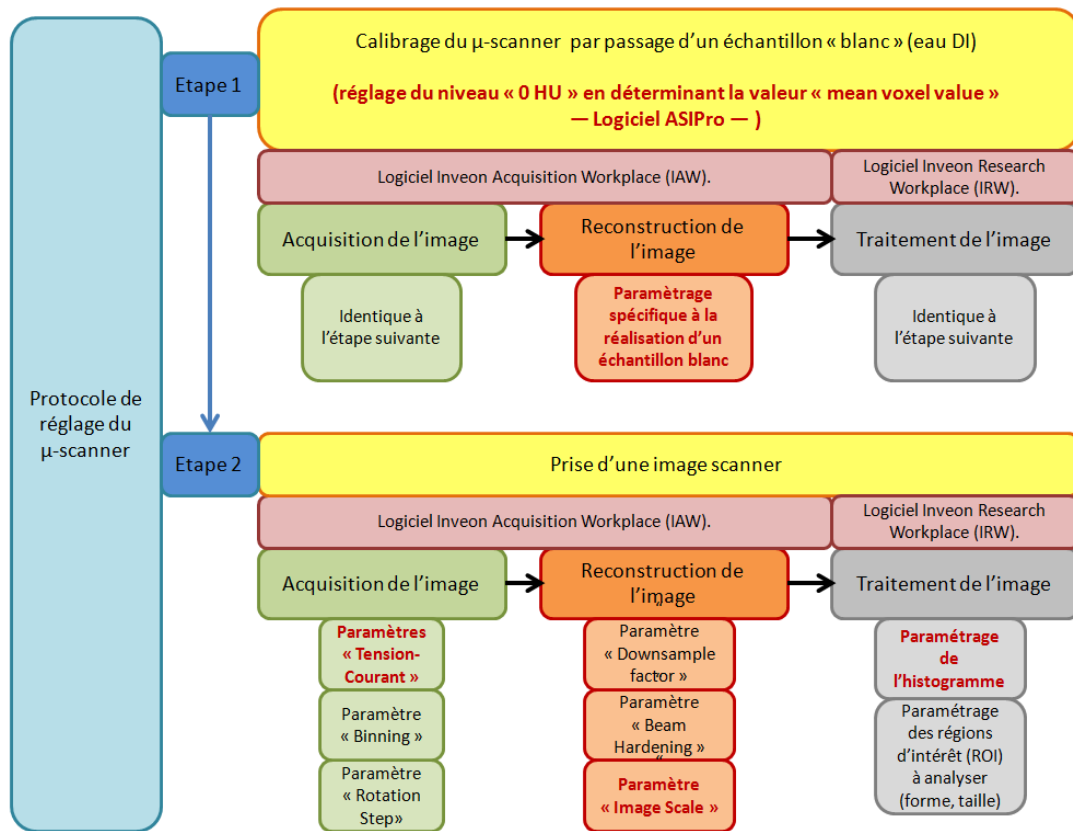 Protocole de
réglage du
µ-scanner
Etape 1
Calibrage du µ-scanner par passage d'un échantillon « blanc » (eau DI)
(réglage du niveau « 0 HU » en déterminant la valeur « mean voxel value »
— Logiciel ASIPro — )
Logiciel Inveon Acquisition Workplace (IAW).
Logiciel Inveon Research
Workplace (IRW).
Acquisition de l'image
Reconstruction de
l'image
Traitement de l'image
Identique à
l'étape suivante
Paramètrage
spécifique à la
réalisation d'un
échantillon blanc
Identique à
l'étape suivante
Etape 2
Prise d'une image scanner
Logiciel Inveon Acquisition Workplace (IAW).
Logiciel Inveon Research
Workplace (IRW).
Acquisition de l'image
Reconstruction de
l'image
Traitement de l'image
Paramètres
« Tension-
Courant »
Paramètre
« Binning »
Paramètre
« Rotation
Step»
Paramètre
« Downsample
factor »
Paramètre
« Beam
Hardening »
Paramètre
« Image Scale »
Paramétrage
de
l'histogramme
Paramétrage
des régions
d'intérêt (ROI)
à analyser
(forme, taille)